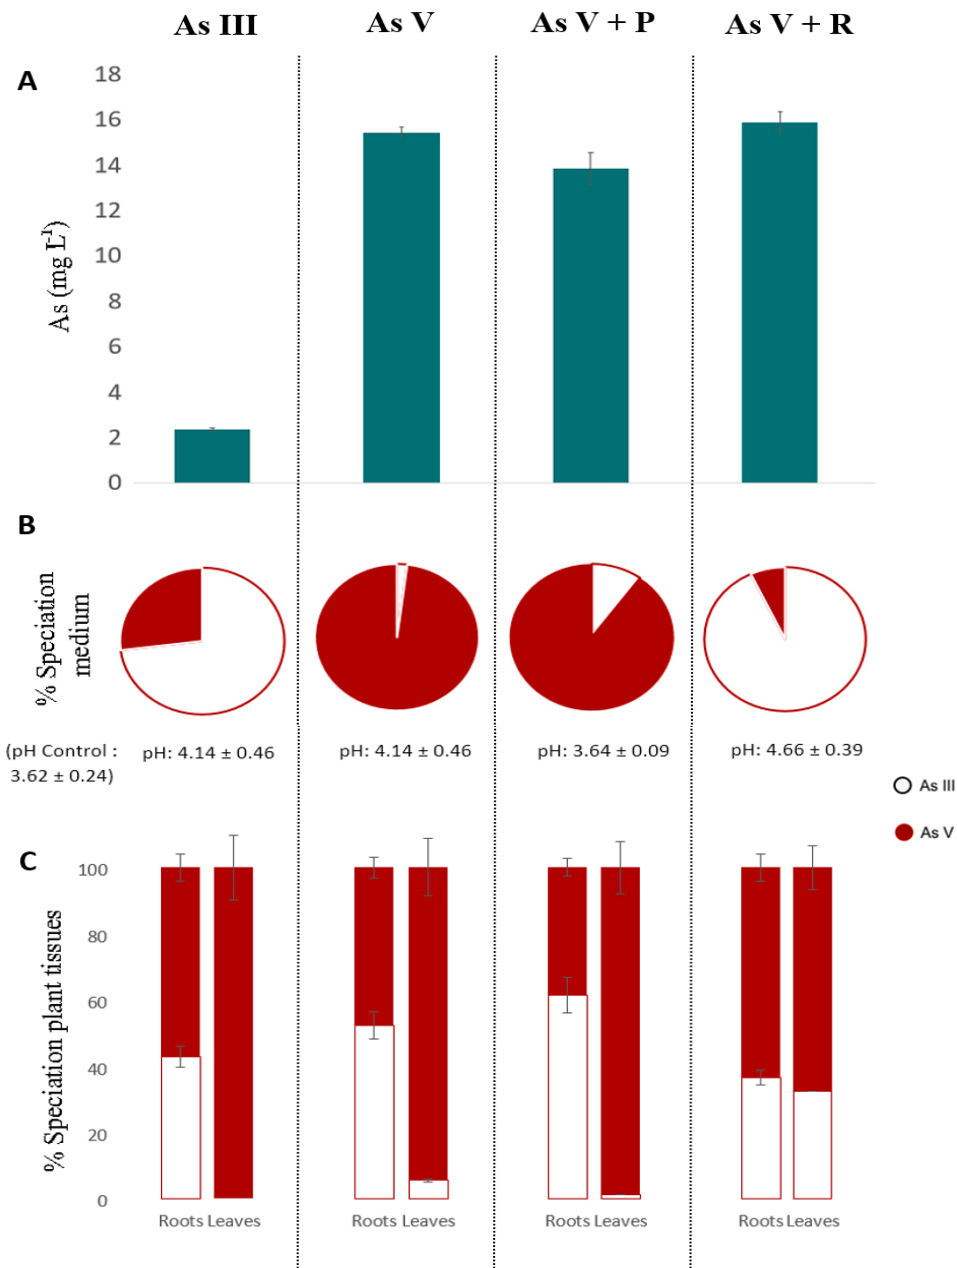 As III
As V
As V + P
As V + R
A
18
16
14
12
10
8
6
4
2
0
As (mg L-1)
B
% Speciation
medium
(pH Control :
3.62 ± 0.24)
pH: 4.14 ± 0.46
pH: 4.14 ± 0.46
pH: 3.64 ± 0.09
pH: 4.66 ± 0.39
As III
As V
C
100
80
60
40
20
0
% Speciation plant tissues
Roots Leaves
Roots Leaves
Roots Leaves
Roots Leaves